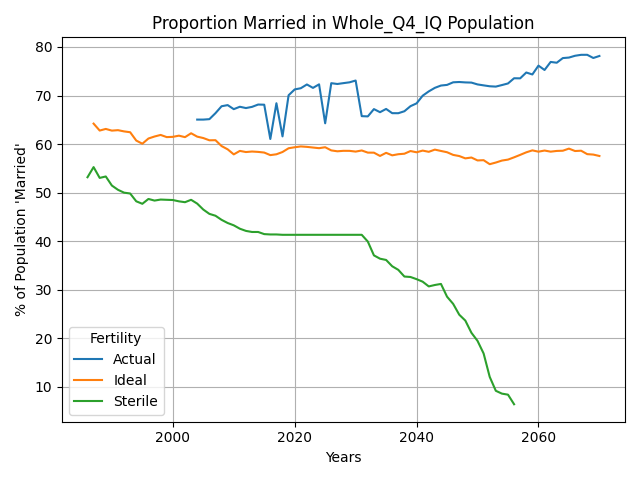 Proportion Married in Whole_Q4_IQ Population
% of Population 'Married'
80
70
60
50
40
30
20
10
Fertility
Actual
Ideal
Sterile
2000
2020
2040
2060
Years